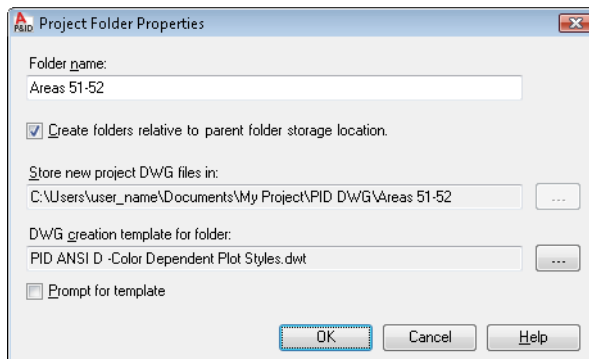 A
P&ID
Project Folder Properties
Folder name:
Areas 51-52
Create folders relative to parent folder storage location.
Store new project DWG files in:
C:\Users\user_name\Documents\My Project\PID DWG\Areas 51-52
...
DWG creation template for folder:
PID ANSI D -Color Dependent Plot Styles.dwt
...
Prompt for template
OK Cancel Help